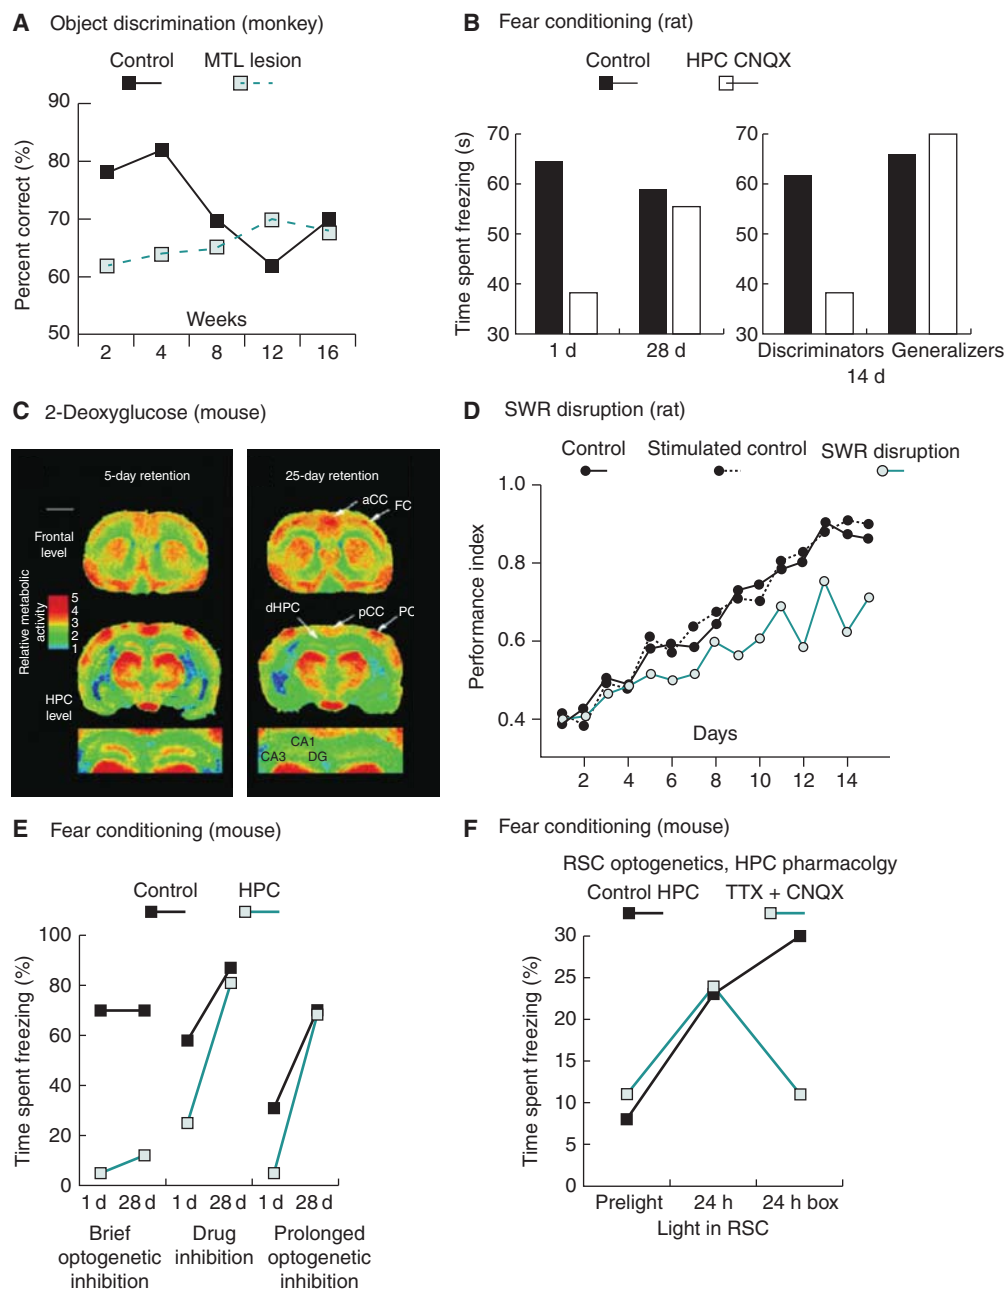 A Object discrimination (monkey)
Control MTL lesion
Percent correct (%)
90
80
70
60
50
Weeks
2 4 8 12 16
B Fear conditioning (rat)
Control HPC CNQX
Time spent freezing (s)
70
60
50
40
30
1 d 28 d
70
60
50
40
30
Discriminators Generalizers
14 d
C 2-Deoxyglucose (mouse)
5-day retention
25-day retention
aCC
FC
Frontal
level
Relative metabolic
activity
5
4
3
2
1
dHPC
pCC
PC
HPC
level
CA1
CA3 DG
D SWR disruption (rat)
Control Stimulated control SWR disruption
Performance index
1.0
0.8
0.6
0.4
Days
2 4 6 8 10 12 14
E Fear conditioning (mouse)
Control HPC
Time spent freezing (%)
100
80
60
40
20
0
1 d 28 d 1 d 28 d 1 d 28 d
Brief
optogenetic
inhibition
Drug
inhibition
Prolonged
optogenetic
inhibition
F Fear conditioning (mouse)
RSC optogenetics, HPC pharmacolgy
Control HPC TTX + CNQX
Time spent freezing (%)
30
25
20
15
10
5
0
Prelight 24 h 24 h box
Light in RSC